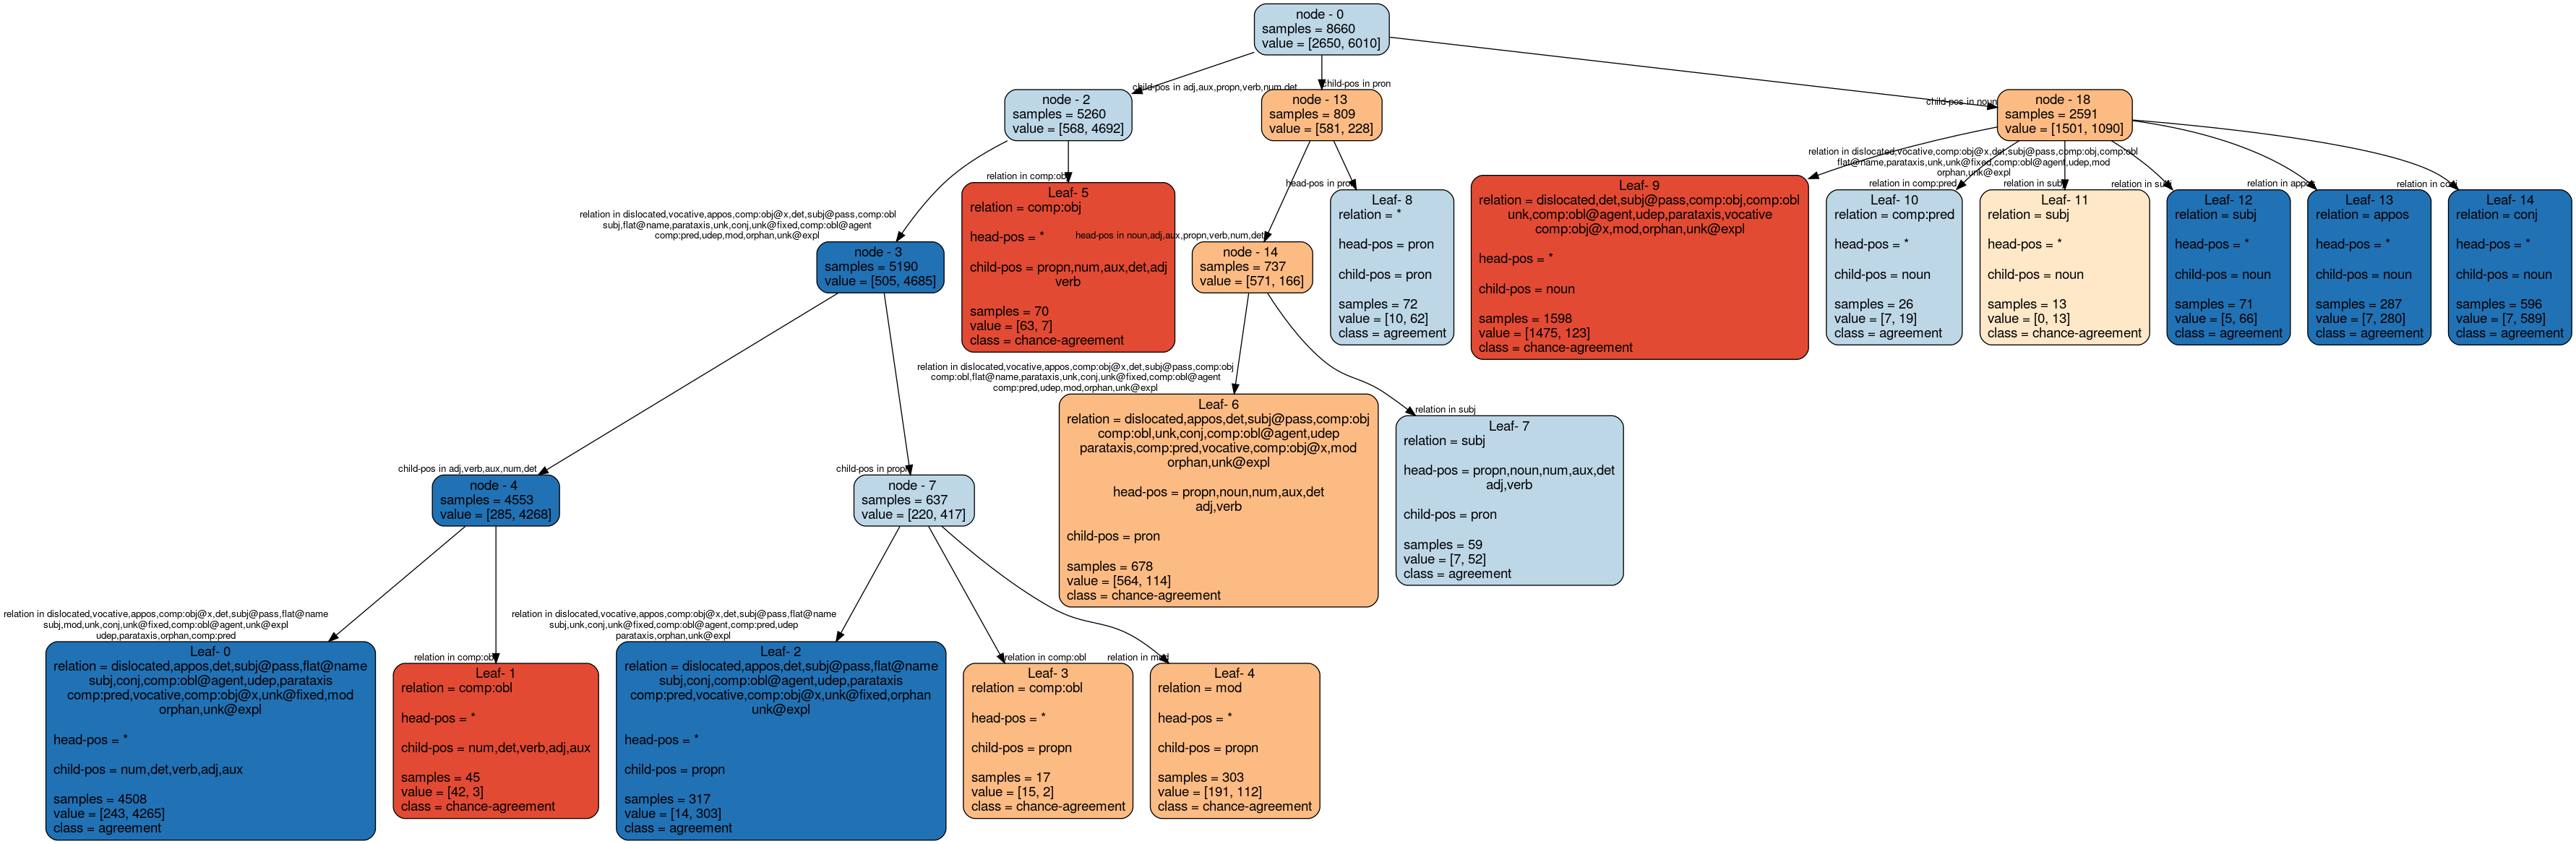 node - 0
samples = 8660
value = [2650, 6010]
child-pos in adj,aux,propn,verb,num,det
child-pos in pron
child-pos in noun
node - 2
samples = 5260
value = [568, 4692]
node - 13
samples = 809
value = [581, 228]
node - 18
samples = 2591
value = [1501, 1090]
relation in dislocated,vocative,appos,comp:obj@x,det,subj@pass,comp:obl
subj,flat@name,parataxis,unk,conj,unk@fixed,comp:obl@agent
comp:pred,udep,mod,orphan,unk@expl
relation in comp:obj
head-pos in noun,adj,aux,propn,verb,num,det
head-pos in pron
relation in dislocated,vocative,comp:obj@x,det,subj@pass,comp:obj,comp:obl
flat@name,parataxis,unk,unk@fixed,comp:obl@agent,udep,mod
orphan,unk@expl
relation in comp:pred
relation in subj
relation in subj
relation in appos
relation in conj
node - 3
samples = 5190
value = [505, 4685]
Leaf- 5
relation = comp:obj
head-pos = *
child-pos = propn,num,aux,det,adj
verb
samples = 70
value = [63, 7]
class = chance-agreement
node - 14
samples = 737
value = [571, 166]
Leaf- 8
relation = *
head-pos = pron
child-pos = pron
samples = 72
value = [10, 62]
class = agreement
Leaf- 9
relation = dislocated,det,subj@pass,comp:obj,comp:obl
unk,comp:obl@agent,udep,parataxis,vocative
comp:obj@x,mod,orphan,unk@expl
head-pos = *
child-pos = noun
samples = 1598
value = [1475, 123]
class = chance-agreement
Leaf- 10
relation = comp:pred
head-pos = *
child-pos = noun
samples = 26
value = [7, 19]
class = agreement
Leaf- 11
relation = subj
head-pos = *
child-pos = noun
samples = 13
value = [0, 13]
class = chance-agreement
Leaf- 12
relation = subj
head-pos = *
child-pos = noun
samples = 71
value = [5, 66]
class = agreement
Leaf- 13
relation = appos
head-pos = *
child-pos = noun
samples = 287
value = [7, 280]
class = agreement
Leaf- 14
relation = conj
head-pos = *
child-pos = noun
samples = 596
value = [7, 589]
class = agreement
child-pos in adj,verb,aux,num,det
child-pos in propn
relation in dislocated,vocative,appos,comp:obj@x,det,subj@pass,comp:obj
comp:obl,flat@name,parataxis,unk,conj,unk@fixed,comp:obl@agent
comp:pred,udep,mod,orphan,unk@expl
relation in subj
node - 4
samples = 4553
value = [285, 4268]
node - 7
samples = 637
value = [220, 417]
Leaf- 6
relation = dislocated,appos,det,subj@pass,comp:obj
comp:obl,unk,conj,comp:obl@agent,udep
parataxis,comp:pred,vocative,comp:obj@x,mod
orphan,unk@expl
head-pos = propn,noun,num,aux,det
adj,verb
child-pos = pron
samples = 678
value = [564, 114]
class = chance-agreement
Leaf- 7
relation = subj
head-pos = propn,noun,num,aux,det
adj,verb
child-pos = pron
samples = 59
value = [7, 52]
class = agreement
relation in dislocated,vocative,appos,comp:obj@x,det,subj@pass,flat@name
subj,mod,unk,conj,unk@fixed,comp:obl@agent,unk@expl
udep,parataxis,orphan,comp:pred
relation in comp:obl
relation in dislocated,vocative,appos,comp:obj@x,det,subj@pass,flat@name
subj,unk,conj,unk@fixed,comp:obl@agent,comp:pred,udep
parataxis,orphan,unk@expl
relation in comp:obl
relation in mod
Leaf- 0
relation = dislocated,appos,det,subj@pass,flat@name
subj,conj,comp:obl@agent,udep,parataxis
comp:pred,vocative,comp:obj@x,unk@fixed,mod
orphan,unk@expl
head-pos = *
child-pos = num,det,verb,adj,aux
samples = 4508
value = [243, 4265]
class = agreement
Leaf- 1
relation = comp:obl
head-pos = *
child-pos = num,det,verb,adj,aux
samples = 45
value = [42, 3]
class = chance-agreement
Leaf- 2
relation = dislocated,appos,det,subj@pass,flat@name
subj,conj,comp:obl@agent,udep,parataxis
comp:pred,vocative,comp:obj@x,unk@fixed,orphan
unk@expl
head-pos = *
child-pos = propn
samples = 317
value = [14, 303]
class = agreement
Leaf- 3
relation = comp:obl
head-pos = *
child-pos = propn
samples = 17
value = [15, 2]
class = chance-agreement
Leaf- 4
relation = mod
head-pos = *
child-pos = propn
samples = 303
value = [191, 112]
class = chance-agreement